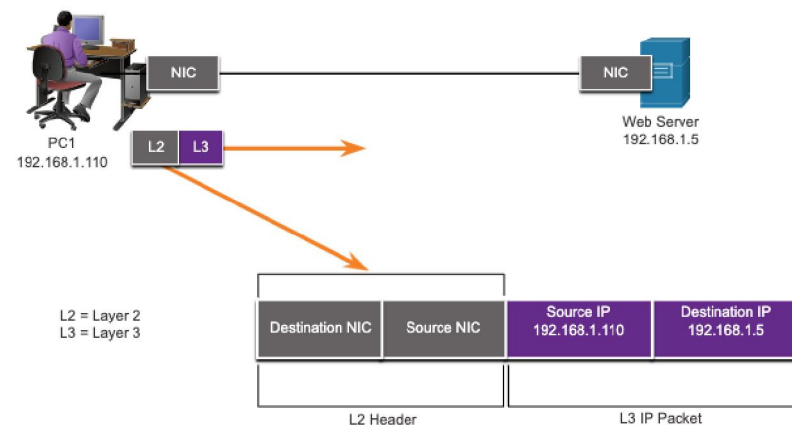 NIC
NIC
PC1
192.168.1.110
Web Server
192.168.1.5
L2
L3
L2 = Layer 2
L3 = Layer 3
Destination NIC
Source NIC
Source IP
192.168.1.110
Destination IP
192.168.1.5
L2 Header
L3 IP Packet